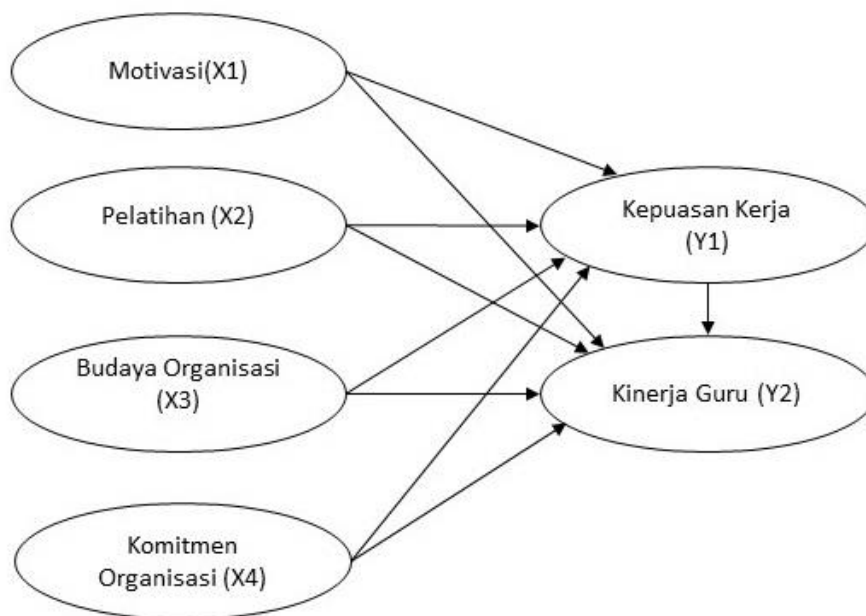 Motivasi(X1)
Pelatihan (X2)
Budaya Organisasi
(X3)
Komitmen
Organisasi (X4)
Kepuasan Kerja
(Y1)
Kinerja Guru (Y2)